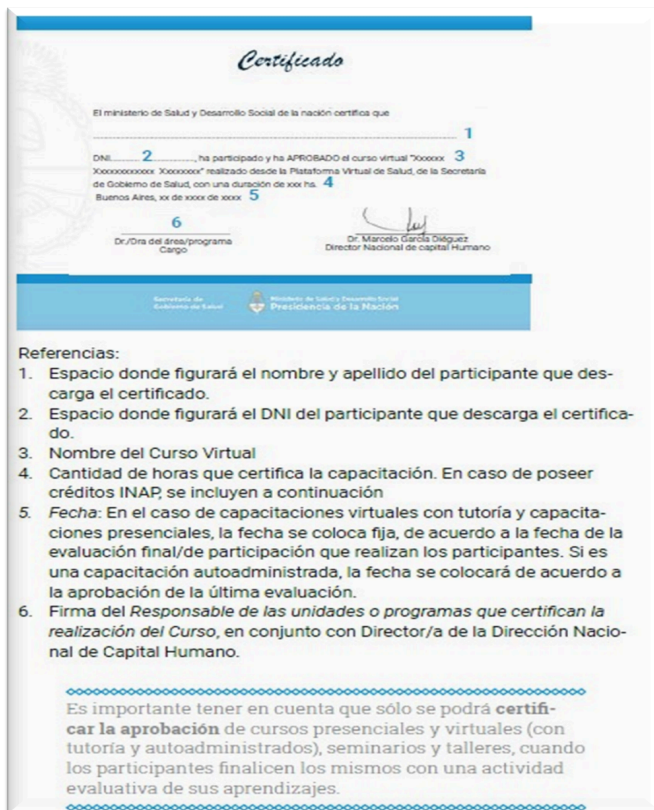 Certificado
El ministerio de Salud y Desarrollo Social de la nación certifica que
1
DNI.......... 2 ................, ha participado y ha APROBADO el curso virtual "Xxxxxx 3
Xxxxxxxxxxxx Xxxxxxxx" realizado desde la Plataforma Virtual de Salud, de la Secretaría
de Gobierno de Salud, con una duración de xxx hs. 4
Buenos Aires, xx de xxxx de xxxx 5
6
Dr./Dra del área/programa
Cargo
Dr. Marcelo García Diéguez
Director Nacional de capital Humano
Secretaría de
Gobierno de Salud
Ministerio de Salud y Desarrollo Social
Presidencia de la Nación
Referencias:
1. Espacio donde figurará el nombre y apellido del participante que des-
carga el certificado.
2. Espacio donde figurará el DNI del participante que descarga el certifica-
do.
3. Nombre del Curso Virtual
4. Cantidad de horas que certifica la capacitación. En caso de poseer
créditos INAP, se incluyen a continuación
5. Fecha: En el caso de capacitaciones virtuales con tutoría y capacita-
ciones presenciales, la fecha se coloca fija, de acuerdo a la fecha de la
evaluación final/de participación que realizan los participantes. Si es
una capacitación autoadministrada, la fecha se colocará de acuerdo a
la aprobación de la última evaluación.
6. Firma del Responsable de las unidades o programas que certifican la
realización del Curso, en conjunto con Director/a de la Dirección Nacio-
nal de Capital Humano.
Es importante tener en cuenta que sólo se podrá certifi-
car la aprobación de cursos presenciales y virtuales (con
tutoría y autoadministrados), seminarios y talleres, cuando
los participantes finalicen los mismos con una actividad
evaluativa de sus aprendizajes.